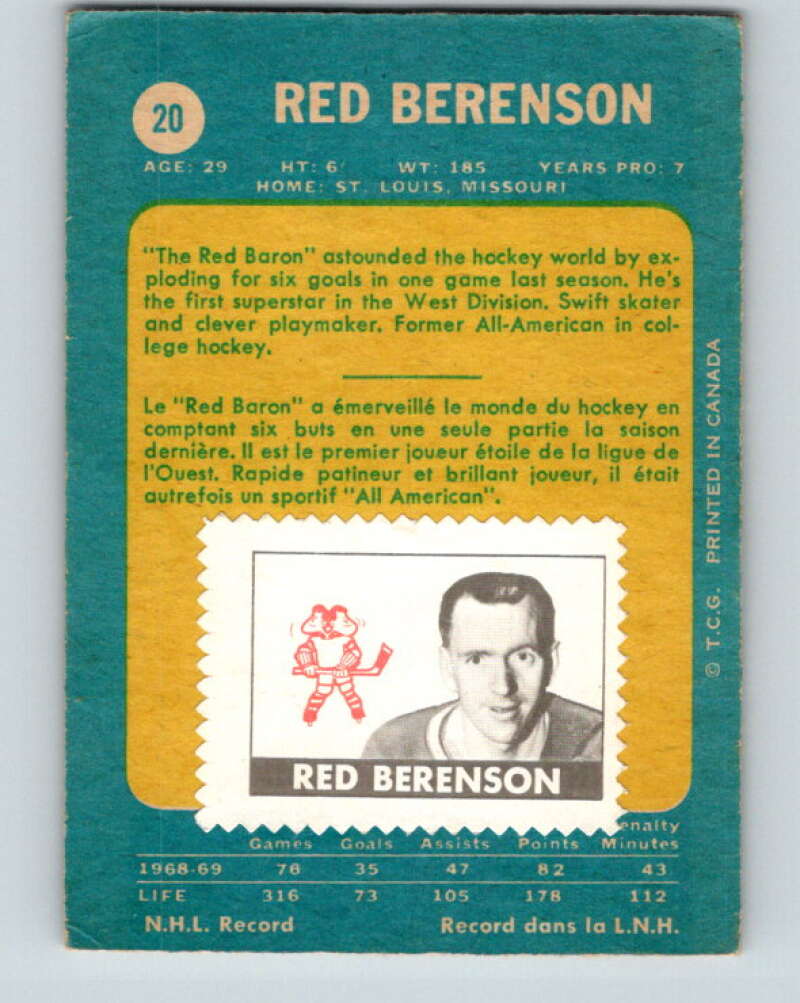 20
RED BERENSON
AGE: 29 HT: 6' WT: 185 YEARS PRO: 7
HOME: ST. LOUIS, MISSOURI
"The Red Baron" astounded the hockey world by ex-
ploding for six goals in one game last season. He's
the first superstar in the West Division. Swift skater
and clever playmaker. Former All-American in col-
lege hockey.
Le "Red Baron" a émerveillé le monde du hockey en
comptant six buts en une seule partie la saison
dernière. Il est le premier joueur étoile de la ligue de
l'Ouest. Rapide patineur et brillant joueur, il était
autrefois un sportif "All American".
RED BERENSON
enalty
Games Goals Assists Points Minutes
1968-69 76 35 47 82 43
LIFE 316 73 105 178 112
N.H.L. Record Record dans la L.N.H.
© T.C.G. PRINTED IN CANADA